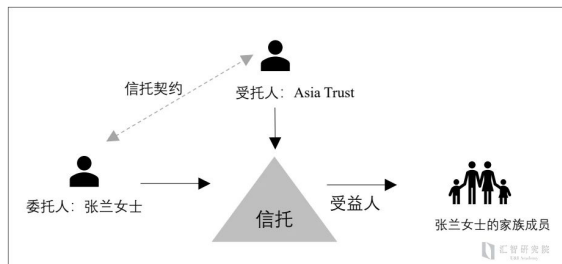 信托契约
受托人：Asia Trust
委托人：张兰女士
信托
受益人
张兰女士的家族成员
汇智研究院